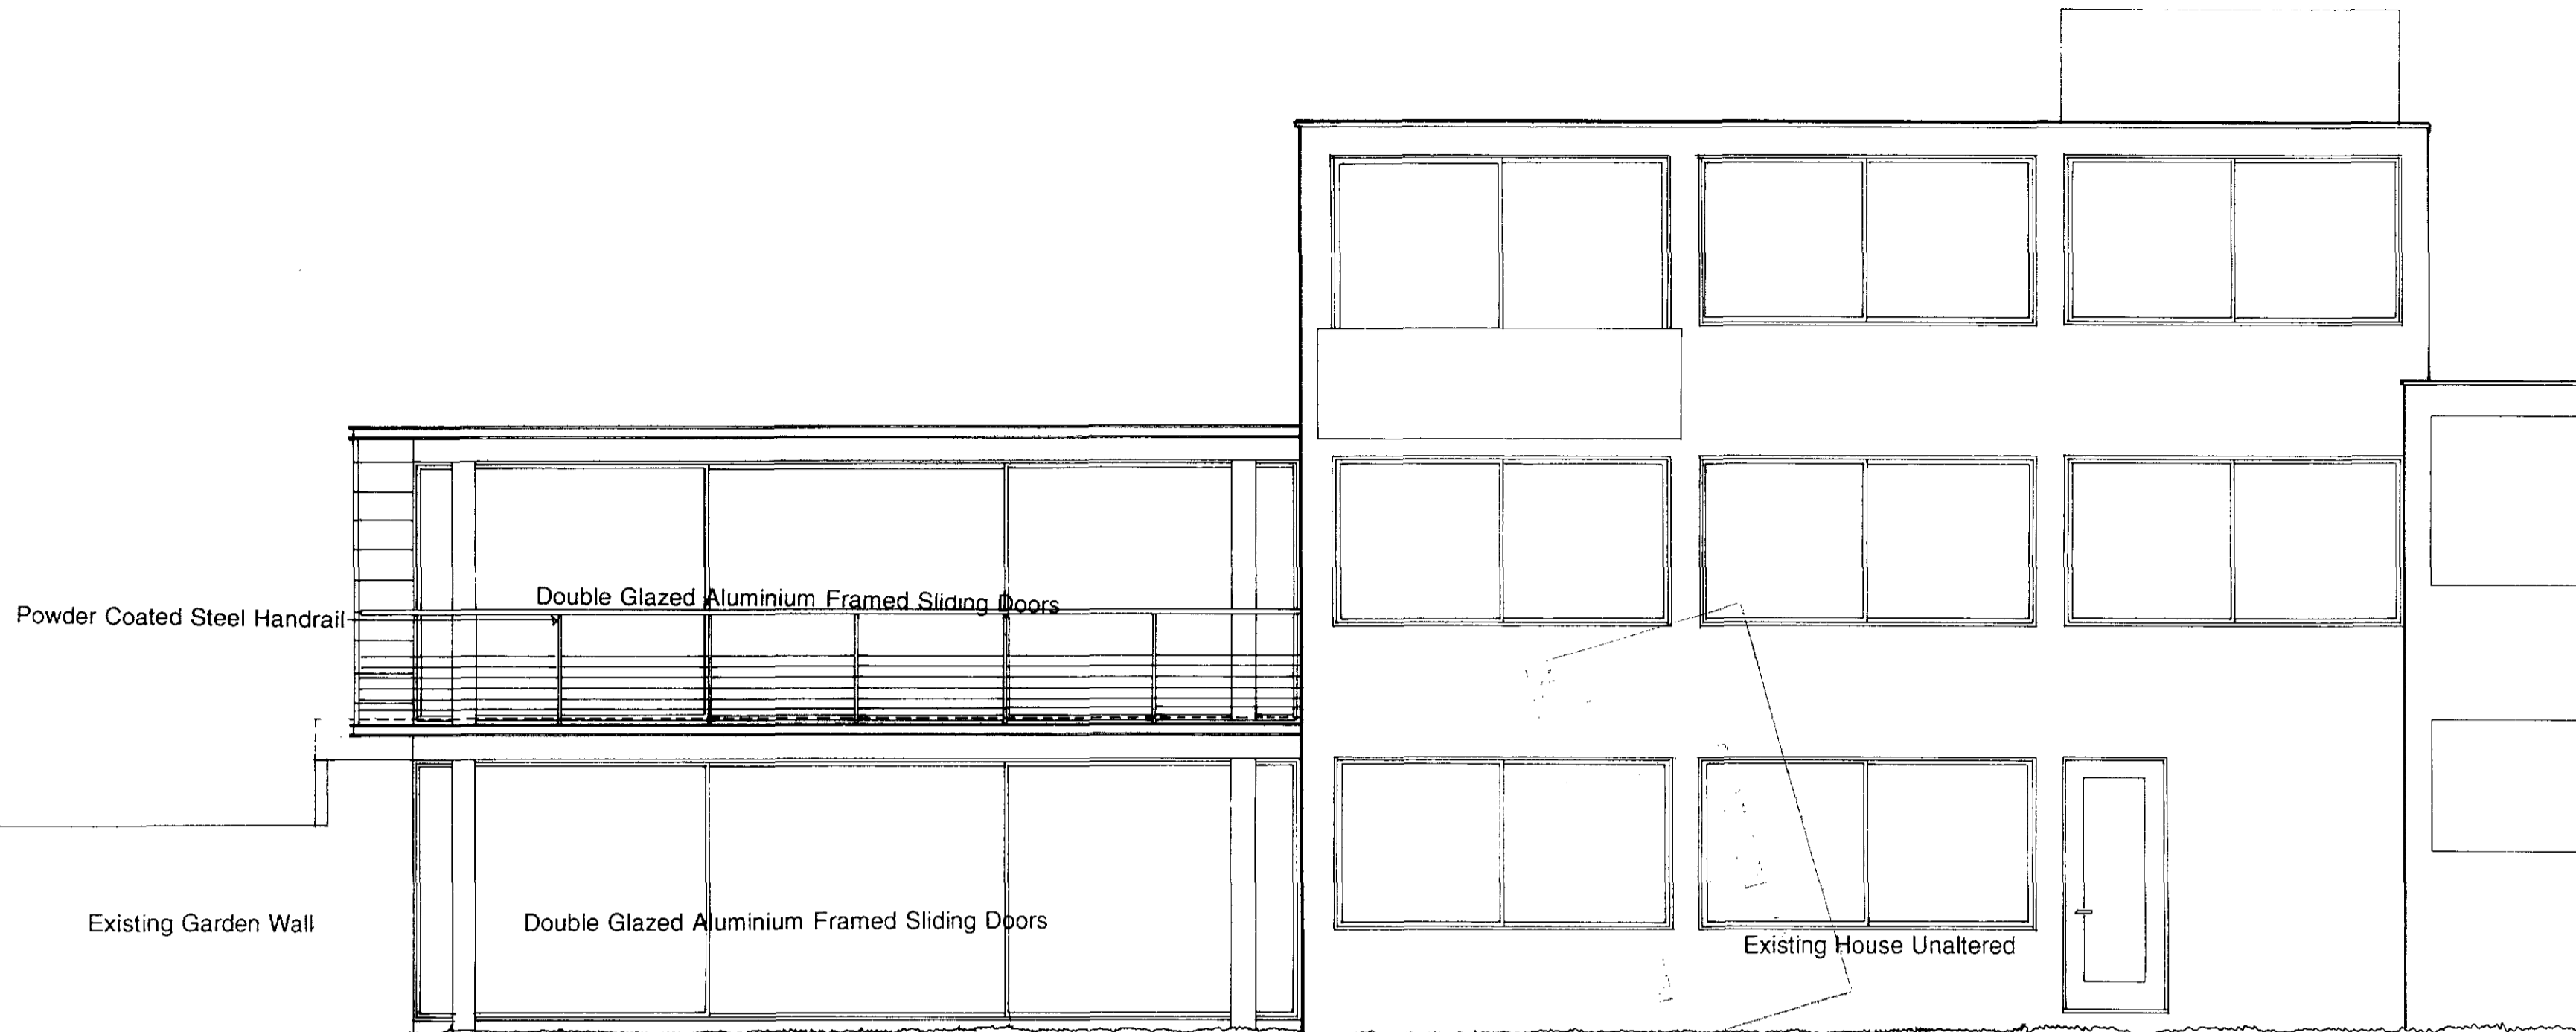 Double Glazed Aluminium Framed Sliding Doors
Powder Coated Steel Handrail
Existing Garden Wall
Double Glazed Aluminium Framed Sliding Doors
Existing House Unaltered